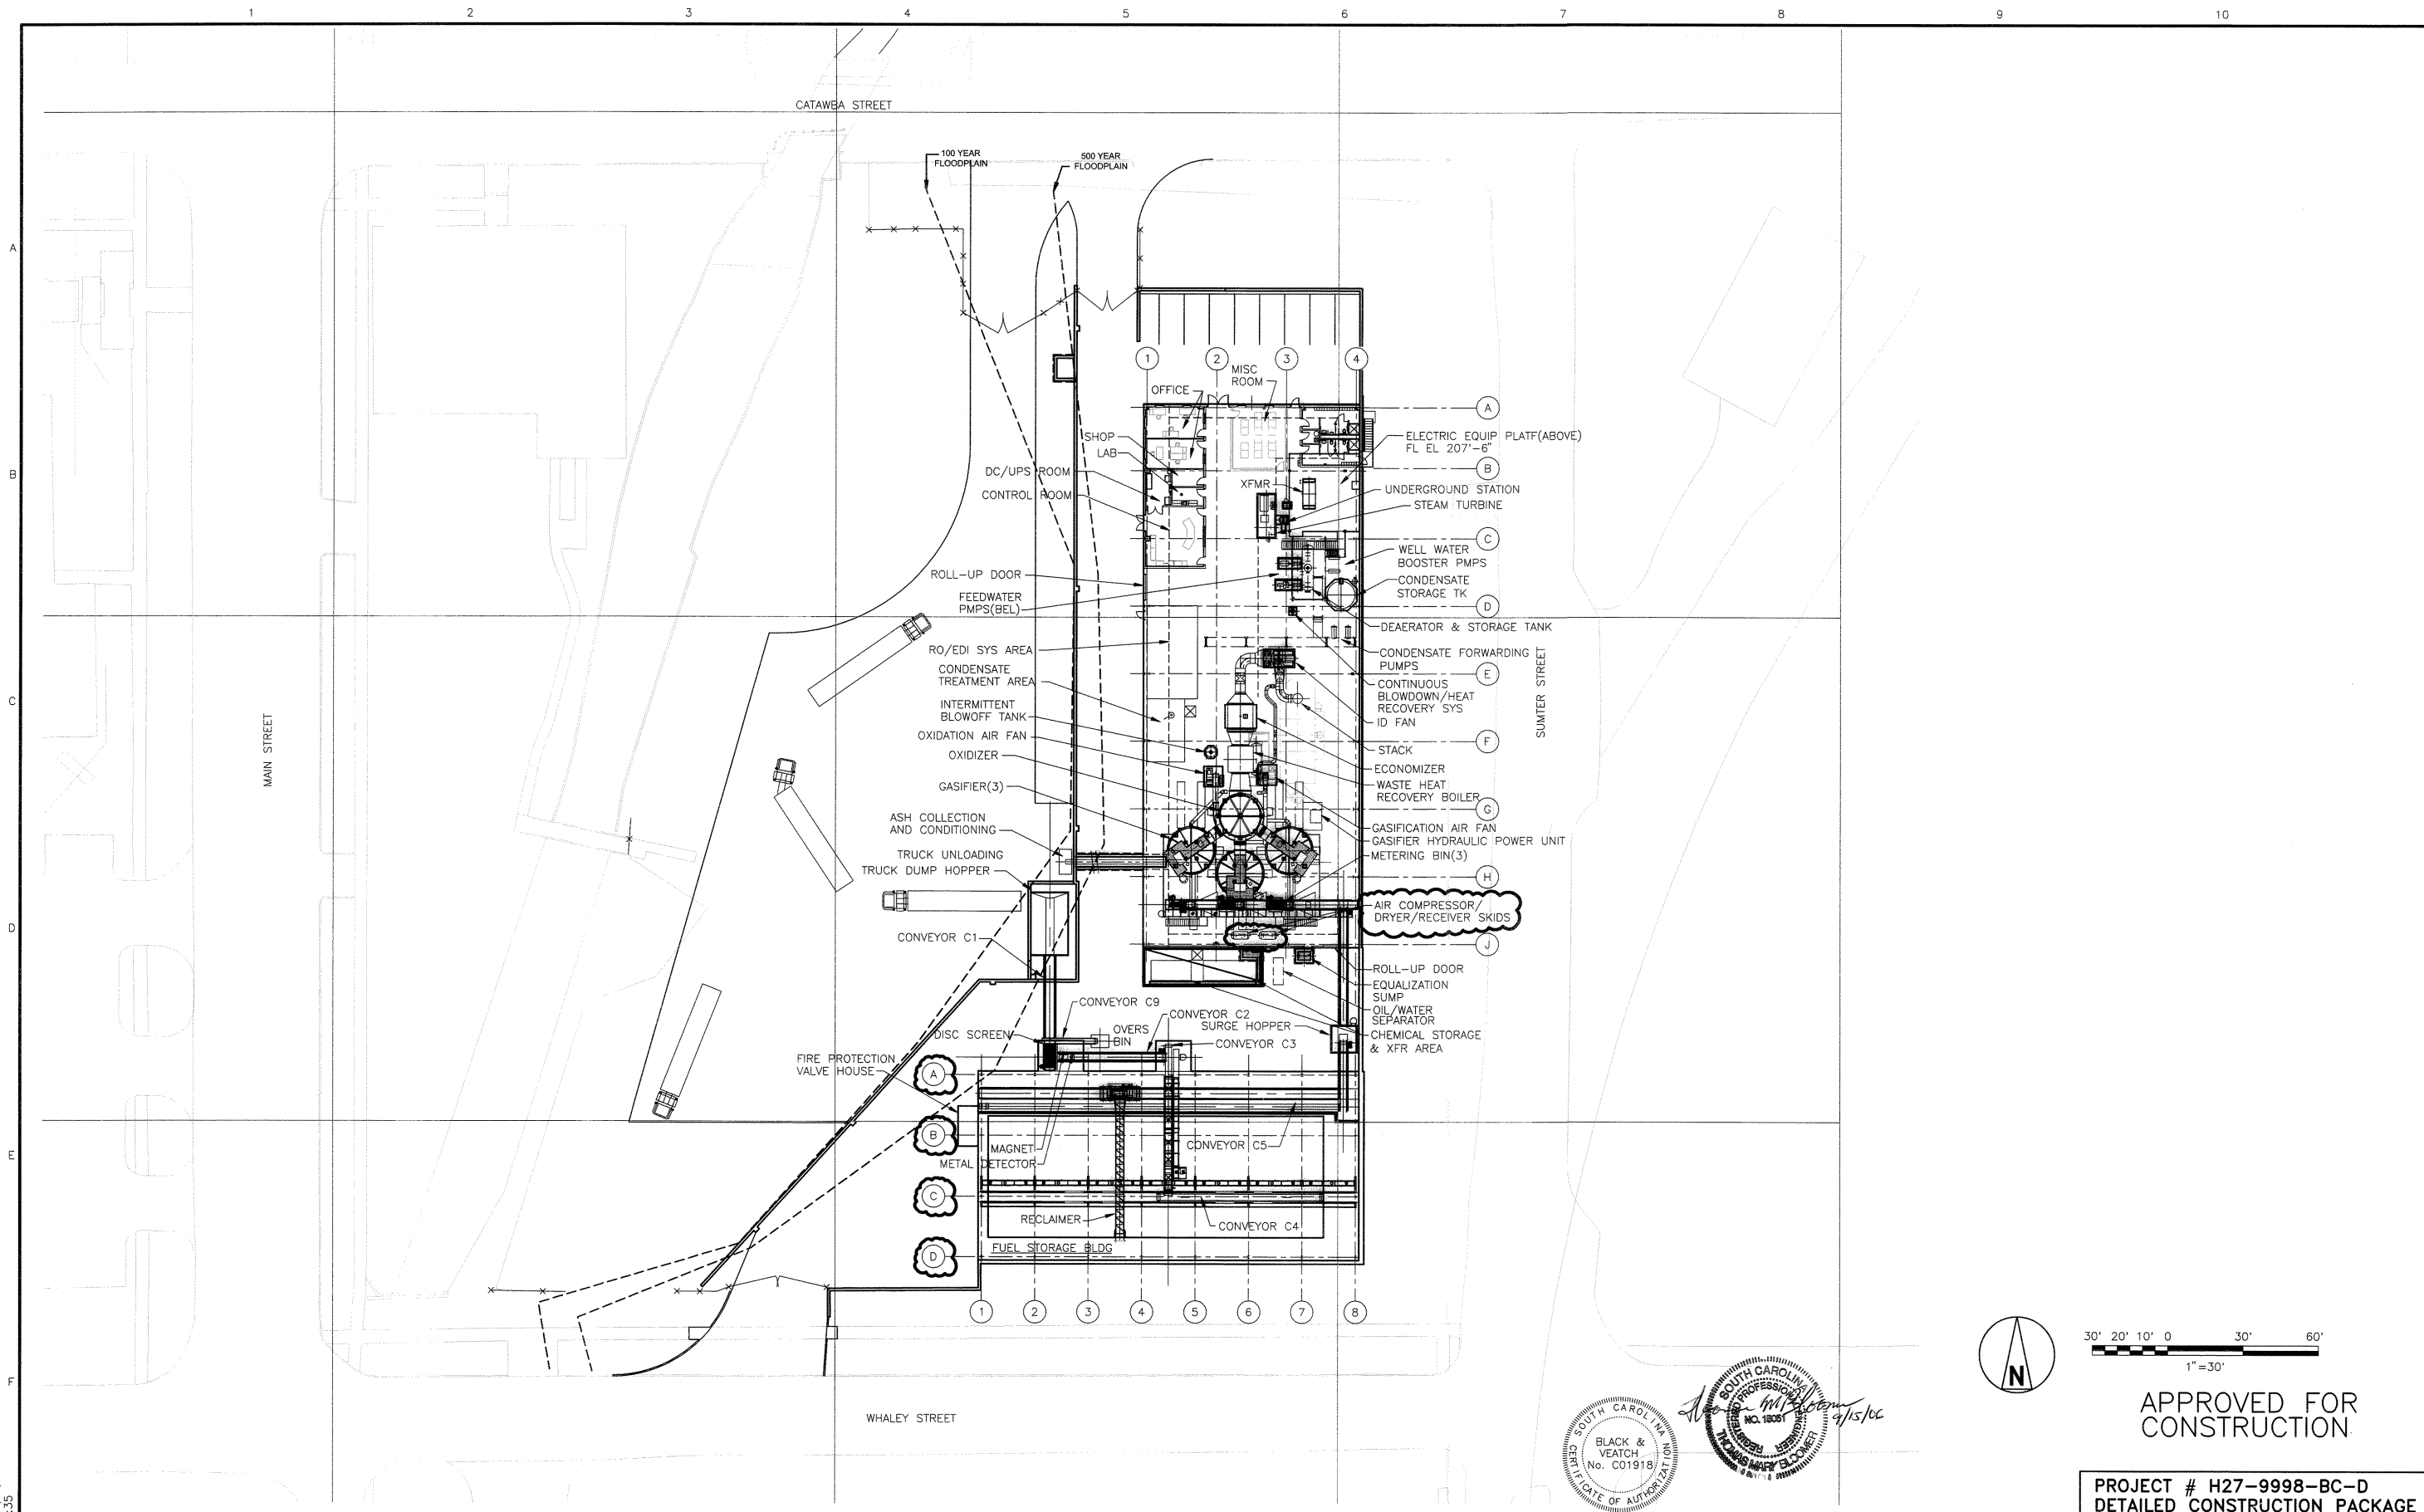 1
2
3
4
5
6
7
8
9
10
A
B
C
D
E
F
CATAWBA STREET
100 YEAR
FLOODPLAIN
500 YEAR
FLOODPLAIN
MAIN STREET
SUMTER STREET
WHALEY STREET
1
2
3
4
MISC
ROOM
OFFICE
SHOP
LAB
DC/UPS ROOM
CONTROL ROOM
XFMR
ROLL-UP DOOR
FEEDWATER
PMPS(BEL)
RO/EDI SYS AREA
CONDENSATE
TREATMENT AREA
INTERMITTENT
BLOWOFF TANK
OXIDATION AIR FAN
OXIDIZER
GASIFIER(3)
ASH COLLECTION
AND CONDITIONING
TRUCK UNLOADING
TRUCK DUMP HOPPER
CONVEYOR C1
A
ELECTRIC EQUIP PLATF(ABOVE)
FL EL 207'-6"
B
UNDERGROUND STATION
STEAM TURBINE
C
WELL WATER
BOOSTER PMPS
CONDENSATE
STORAGE TK
D
DEAERATOR & STORAGE TANK
CONDENSATE FORWARDING
PUMPS
E
CONTINUOUS
BLOWDOWN/HEAT
RECOVERY SYS
ID FAN
F
STACK
ECONOMIZER
WASTE HEAT
RECOVERY BOILER
G
GASIFICATION AIR FAN
GASIFIER HYDRAULIC POWER UNIT
METERING BIN(3)
H
AIR COMPRESSOR/
DRYER/RECEIVER SKIDS
J
ROLL-UP DOOR
EQUALIZATION
SUMP
OIL/WATER
SEPARATOR
CHEMICAL STORAGE
& XFR AREA
CONVEYOR C9
CONVEYOR C2
SURGE HOPPER
DISC SCREEN
OVERS
BIN
CONVEYOR C3
FIRE PROTECTION
VALVE HOUSE
A
B
C
D
MAGNET
METAL DETECTOR
CONVEYOR C5
RECLAIMER
CONVEYOR C4
FUEL STORAGE BLDG
1
2
3
4
5
6
7
8
N
30' 20' 10' 0 30' 60'
1"=30'
APPROVED FOR
CONSTRUCTION
SOUTH CAROLINA
CERTIFICATE OF AUTHORIZATION
BLACK &
VEATCH
No. C01918
SOUTH CAROLINA
REGISTERED PROFESSIONAL ENGINEER
THOMAS MARY BLOOMER
9/15/06
PROJECT # H27-9998-BC-D
DETAILED CONSTRUCTION PACKAGE